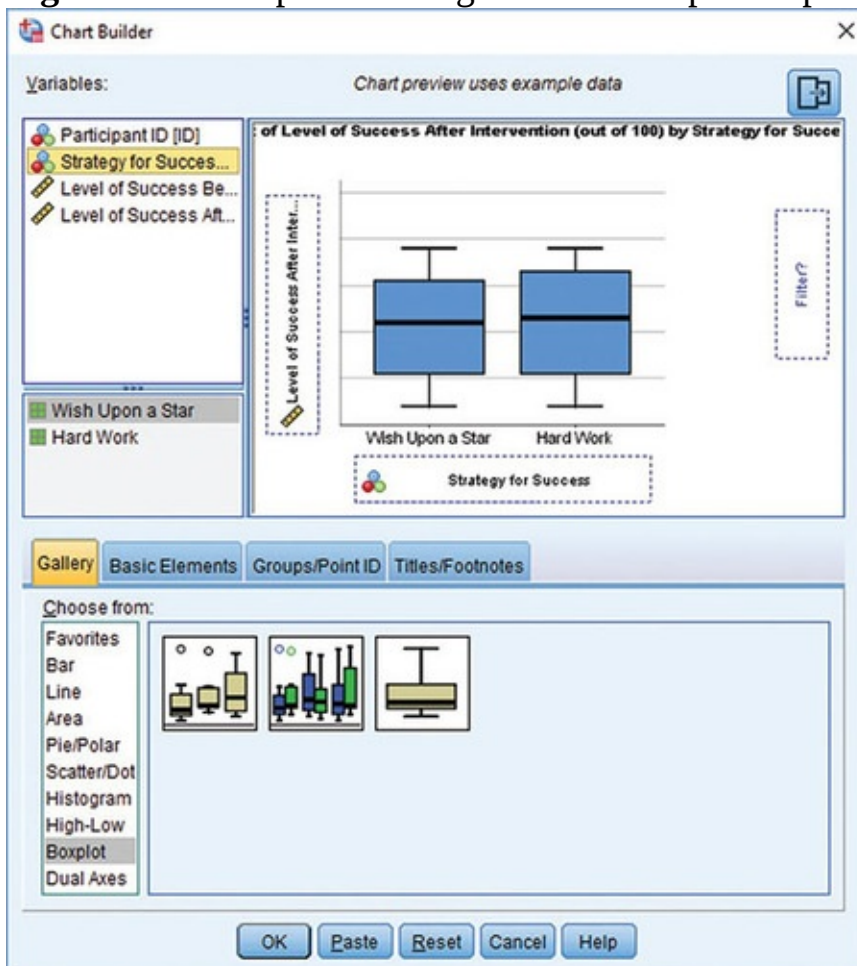 Chart Builder
Variables:
Chart preview uses example data
Participant ID [ID]
Strategy for Succes...
Level of Success Be...
Level of Success Aft...
Wish Upon a Star
Hard Work
of Level of Success After Intervention (out of 100) by Strategy for Succe
Level of Success After Inter...
Filter?
Wish Upon a Star
Hard Work
Strategy for Success
Gallery
Basic Elements
Groups/Point ID
Titles/Footnotes
Choose from:
Favorites
Bar
Line
Area
Pie/Polar
Scatter/Dot
Histogram
High-Low
Boxplot
Dual Axes
OK
Paste
Reset
Cancel
Help